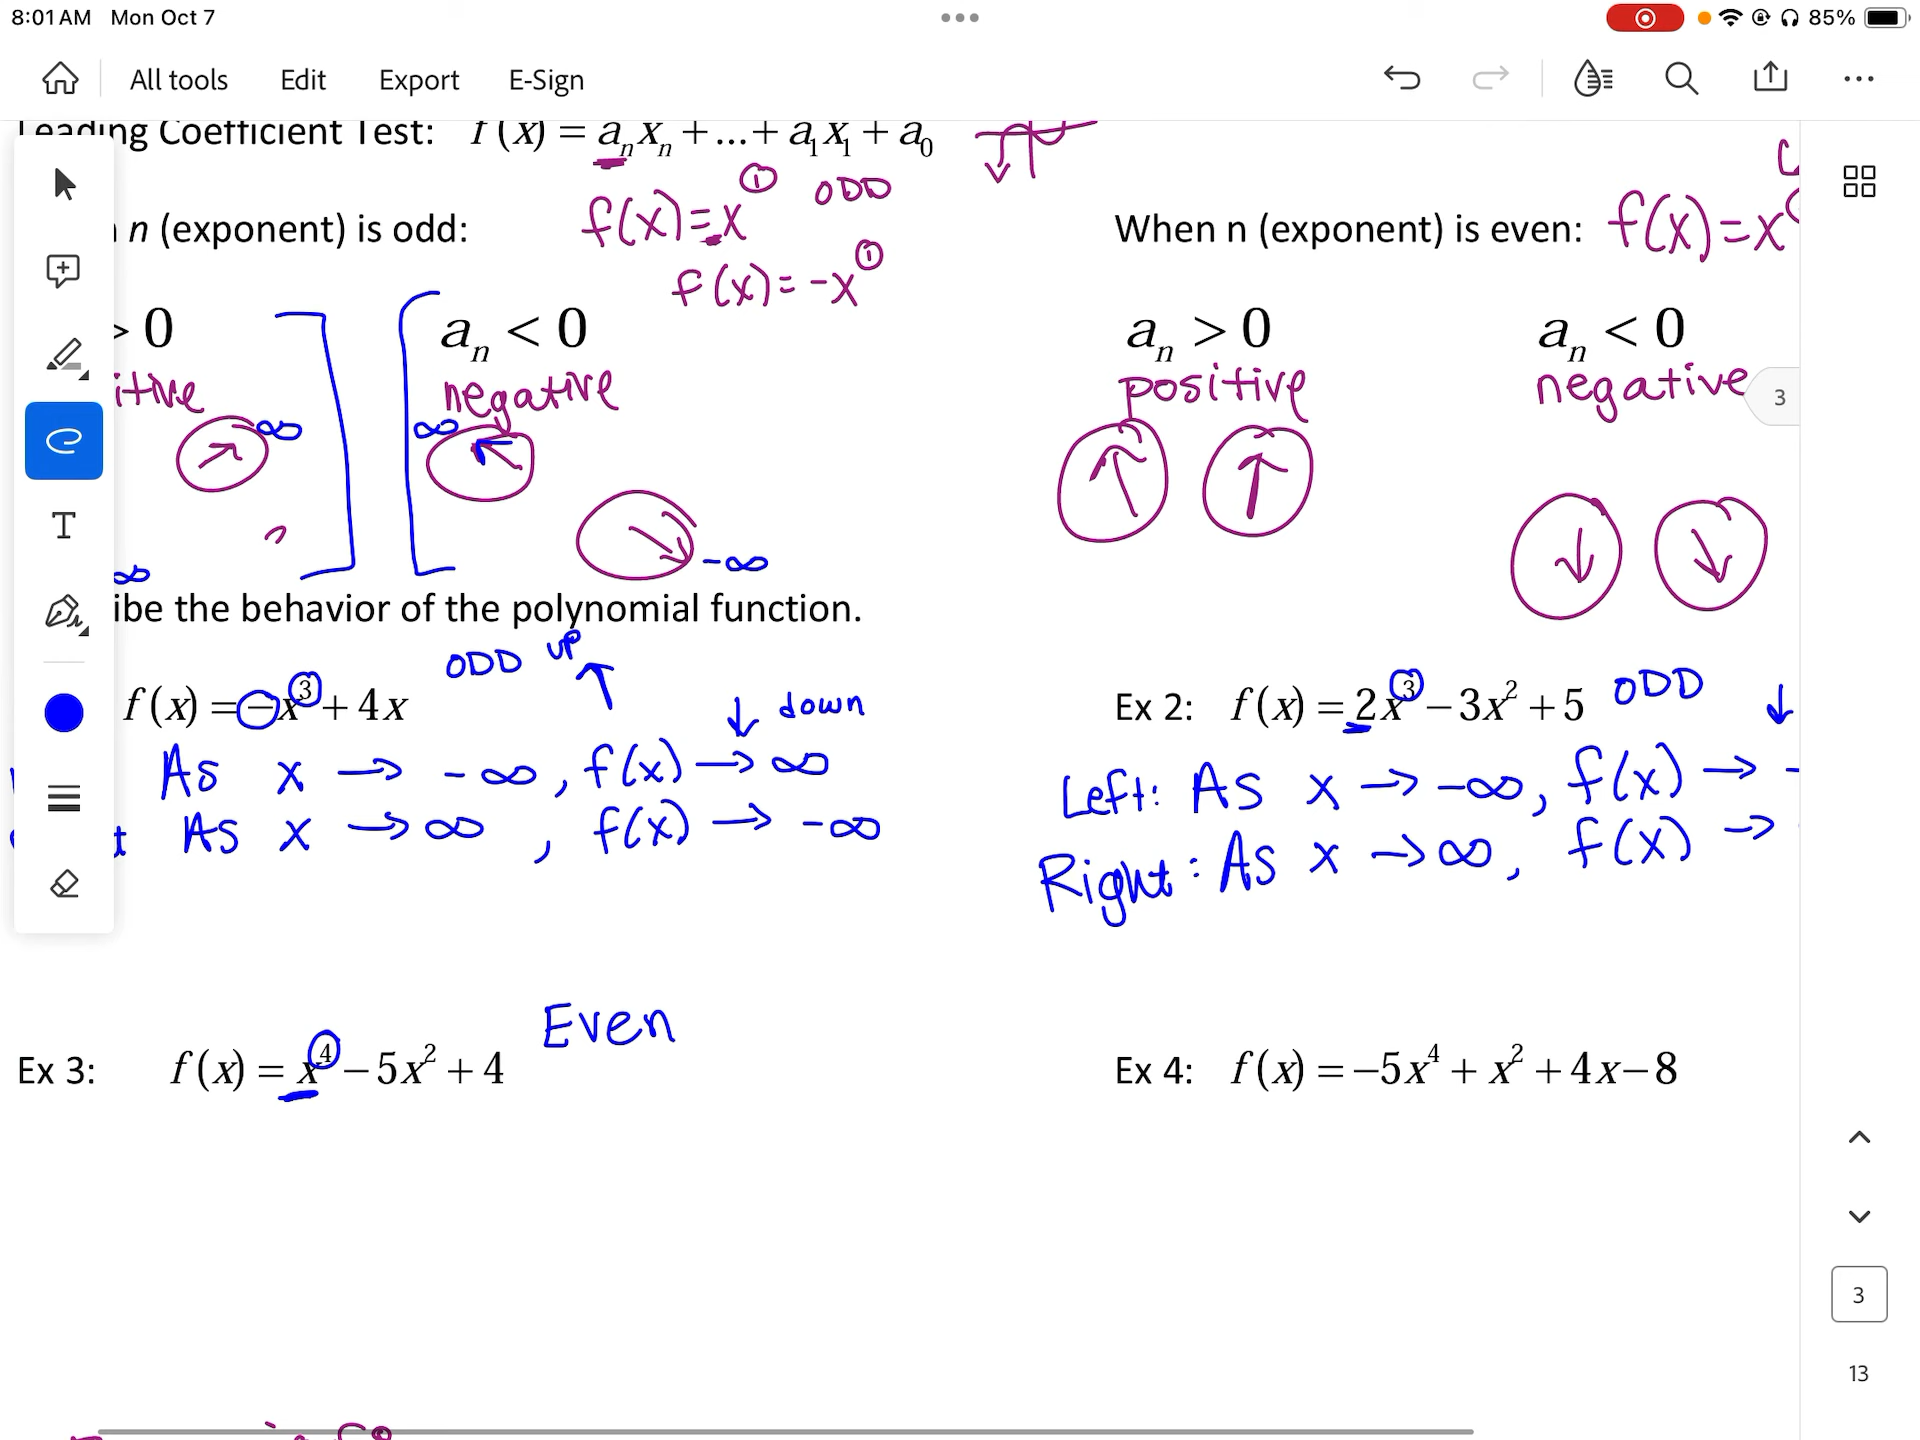 8:01 AM Mon Oct 7 85%
All tools Edit Export E-Sign
Leading Coefficient Test: f(x) = aₙxₙ + ... + a₁x₁ + a₀
n (exponent) is odd: f(x) = x① ODD
f(x) = -x①
When n (exponent) is even: f(x) = x
> 0
aₙ < 0
aₙ > 0
aₙ < 0
itive
negative
positive
negative
3
∞
∞
-∞
∞
ibe the behavior of the polynomial function.
ODD up ↑
f(x) = -x³ + 4x
↓ down
As x → -∞, f(x) → ∞
t As x → ∞, f(x) → -∞
Ex 2: f(x) = 2x³ - 3x² + 5 ODD ↓
Left: As x → -∞, f(x) → -
Right: As x → ∞, f(x) →
Ex 3: f(x) = x⁴ - 5x² + 4 Even
Ex 4: f(x) = -5x⁴ + x² + 4x - 8
3
13